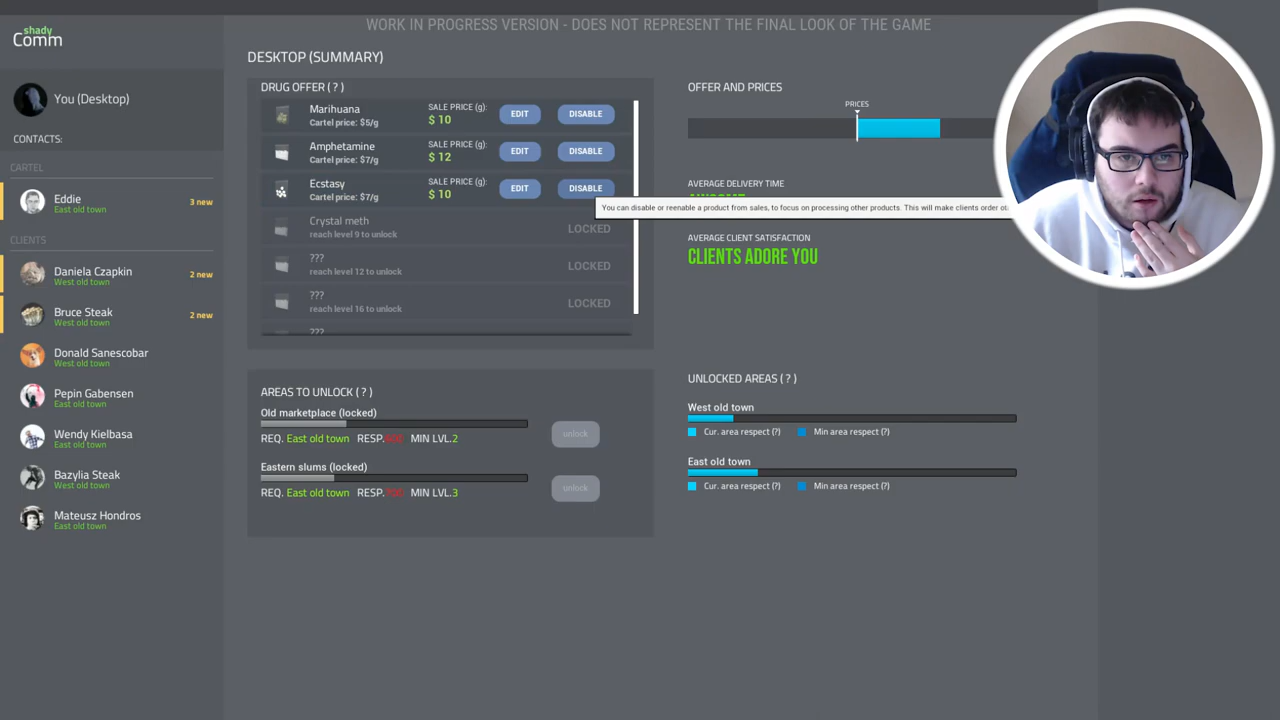 WORK IN PROGRESS VERSION - DOES NOT REPRESENT THE FINAL LOOK OF THE GAME
shady
Comm
You (Desktop)
CONTACTS:
CARTEL
Eddie
East old town
3 new
CLIENTS
Daniela Czapkin
West old town
2 new
Bruce Steak
West old town
2 new
Donald Sanescobar
West old town
Pepin Gabensen
East old town
Wendy Kielbasa
East old town
Bazylia Steak
West old town
Mateusz Hondros
East old town
DESKTOP (SUMMARY)
DRUG OFFER ( ? )
Marihuana
Cartel price: $5/g
SALE PRICE (g):
$ 10
EDIT
DISABLE
Amphetamine
Cartel price: $7/g
SALE PRICE (g):
$ 12
EDIT
DISABLE
Ecstasy
Cartel price: $7/g
SALE PRICE (g):
$ 10
EDIT
DISABLE
Crystal meth
reach level 9 to unlock
LOCKED
???
reach level 12 to unlock
LOCKED
???
reach level 16 to unlock
LOCKED
???
OFFER AND PRICES
PRICES
AVERAGE DELIVERY TIME
You can disable or reenable a product from sales, to focus on processing other products. This will make clients order
AVERAGE CLIENT SATISFACTION
CLIENTS ADORE YOU
AREAS TO UNLOCK ( ? )
Old marketplace (locked)
REQ. East old town RESP. MIN LVL.2
unlock
Eastern slums (locked)
REQ. East old town RESP. MIN LVL.3
unlock
UNLOCKED AREAS ( ? )
West old town
Cur. area respect (?) Min area respect (?)
East old town
Cur. area respect (?) Min area respect (?)